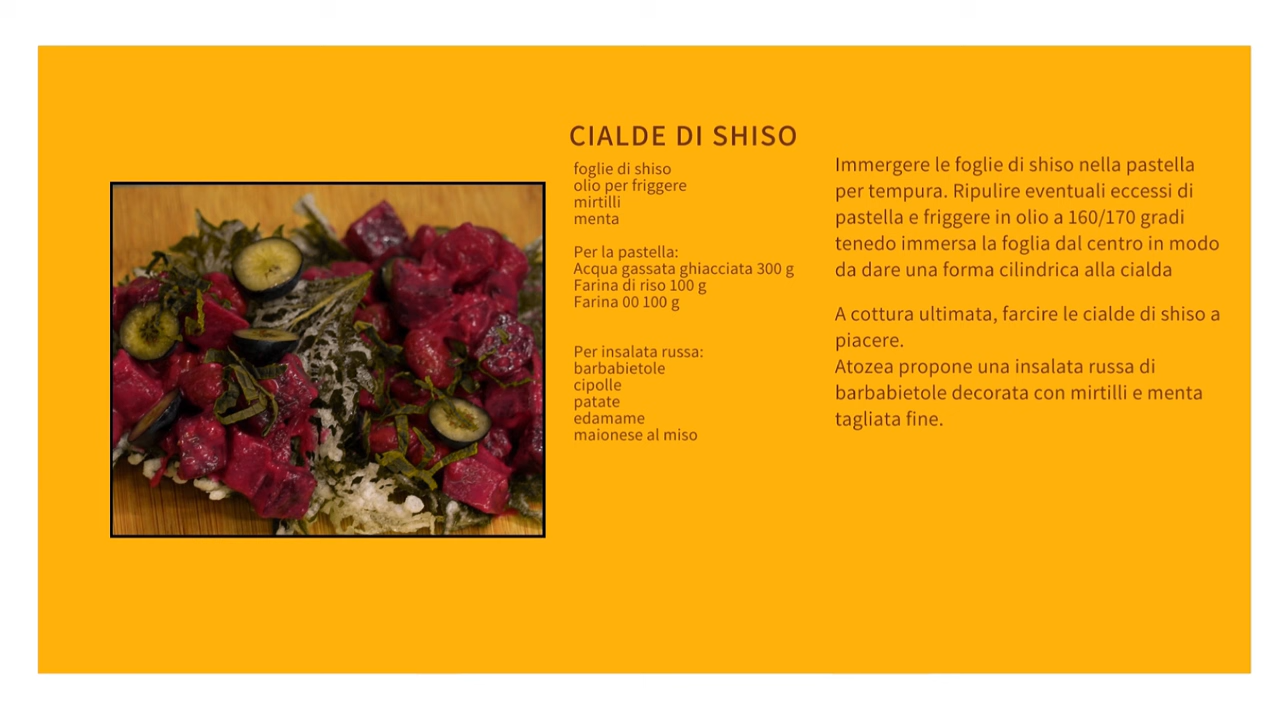 CIALDE DI SHISO
foglie di shiso
olio per friggere
mirtilli
menta
Per la pastella:
Acqua gassata ghiacciata 300 g
Farina di riso 100 g
Farina 00 100 g
Per insalata russa:
barbabietole
cipolle
patate
edamame
maionese al miso
Immergere le foglie di shiso nella pastella
per tempura. Ripulire eventuali eccessi di
pastella e friggere in olio a 160/170 gradi
tenedo immersa la foglia dal centro in modo
da dare una forma cilindrica alla cialda
A cottura ultimata, farcire le cialde di shiso a
piacere.
Atozea propone una insalata russa di
barbabietole decorata con mirtilli e menta
tagliata fine.